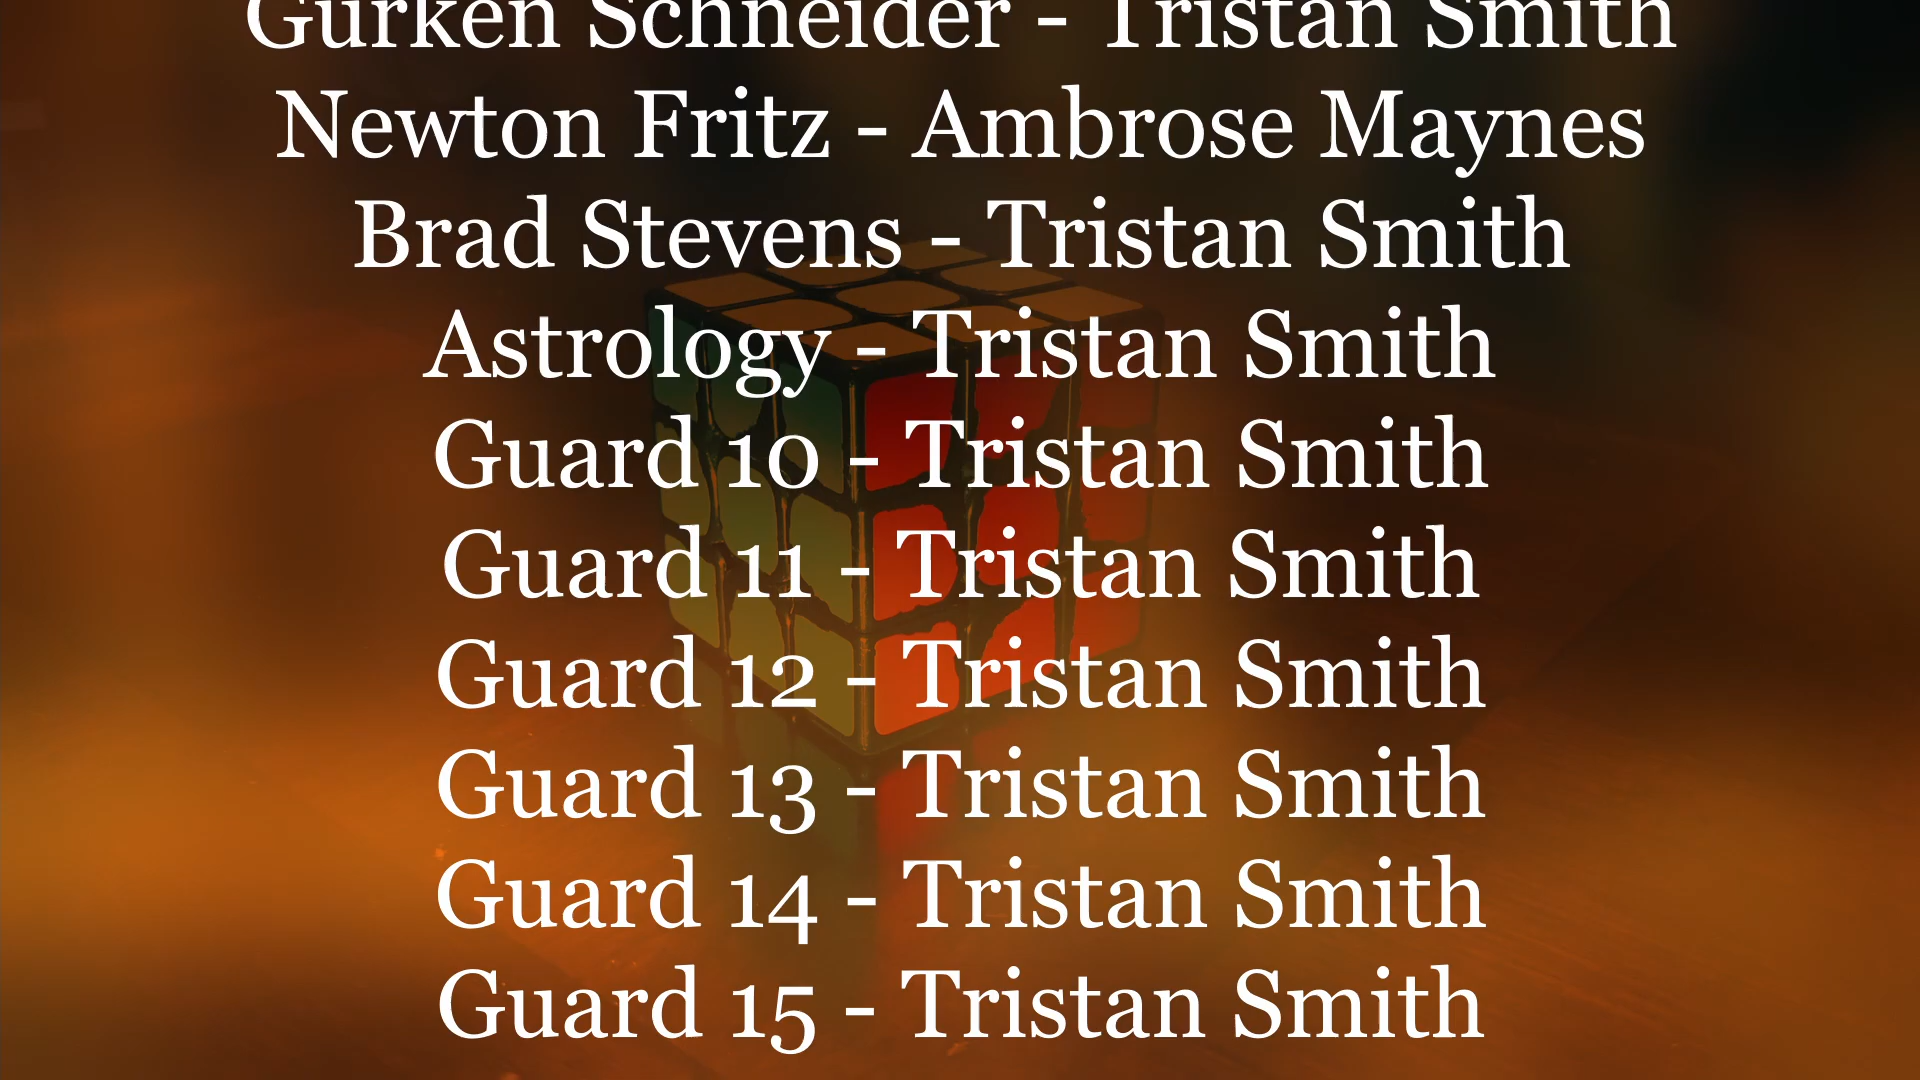 Gurken Schneider - Tristan Smith
Newton Fritz - Ambrose Maynes
Brad Stevens - Tristan Smith
Astrology - Tristan Smith
Guard 10 - Tristan Smith
Guard 11 - Tristan Smith
Guard 12 - Tristan Smith
Guard 13 - Tristan Smith
Guard 14 - Tristan Smith
Guard 15 - Tristan Smith